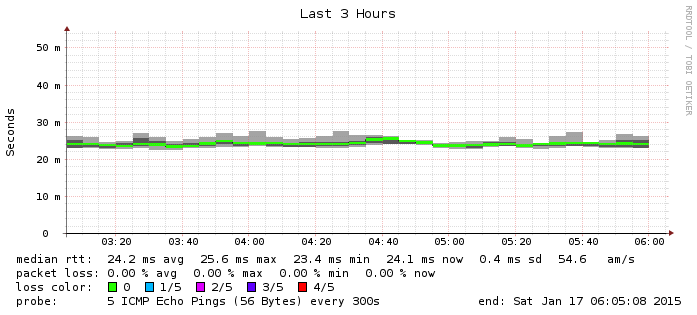 Last 3 Hours
RRDTOOL / TOBI OETIKER
Seconds
50 m
40 m
30 m
20 m
10 m
0
03:20 03:40 04:00 04:20 04:40 05:00 05:20 05:40 06:00
median rtt: 24.2 ms avg 25.6 ms max 23.4 ms min 24.1 ms now 0.4 ms sd 54.6 am/s
packet loss: 0.00 % avg 0.00 % max 0.00 % min 0.00 % now
loss color: 0 1/5 2/5 3/5 4/5
probe: 5 ICMP Echo Pings (56 Bytes) every 300s end: Sat Jan 17 06:05:08 2015